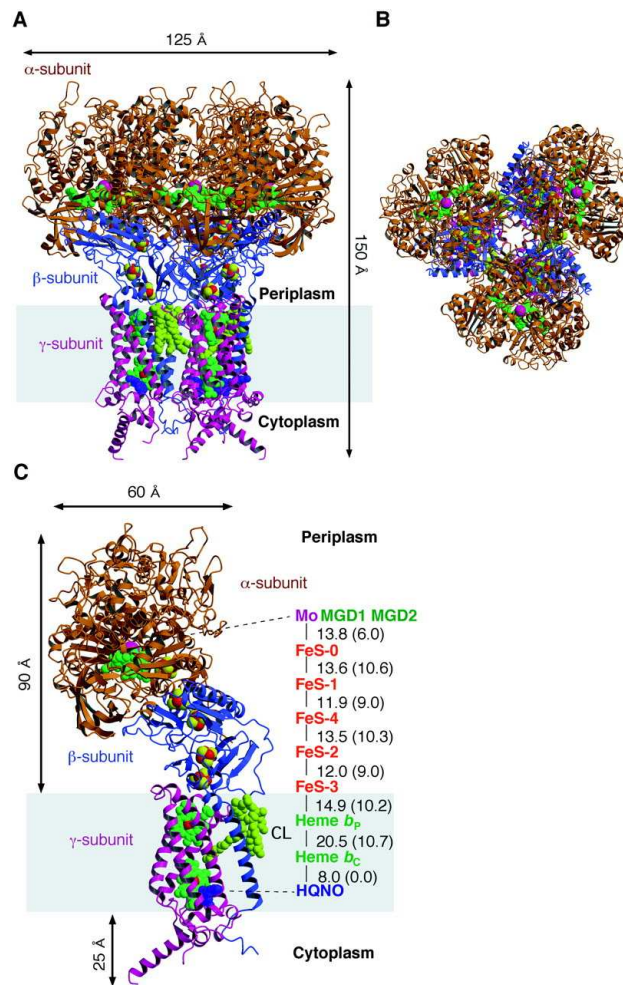 A
125 Å
α-subunit
β-subunit
Periplasm
γ-subunit
Cytoplasm
150 Å
B
C
60 Å
Periplasm
α-subunit
90 Å
Mo MGD1 MGD2
13.8 (6.0)
FeS-0
13.6 (10.6)
FeS-1
11.9 (9.0)
FeS-4
13.5 (10.3)
FeS-2
12.0 (9.0)
FeS-3
14.9 (10.2)
Heme bP
20.5 (10.7)
Heme bC
8.0 (0.0)
HQNO
β-subunit
γ-subunit
CL
25 Å
Cytoplasm